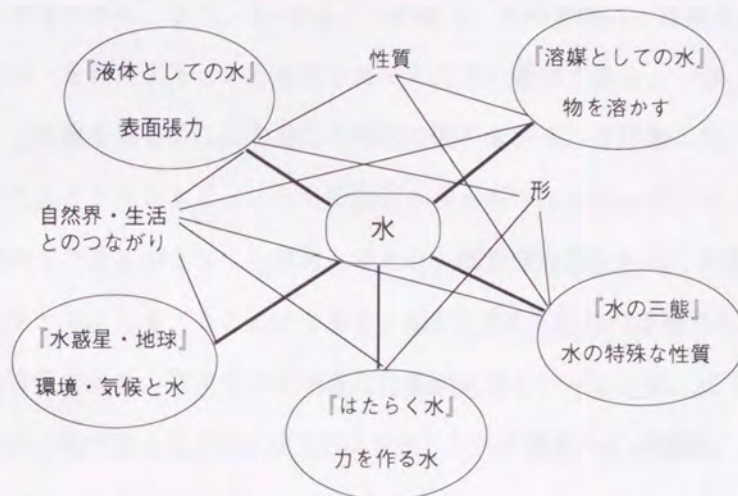 『液体としての水』
表面張力
性質
『溶媒としての水』
物を溶かす
自然界・生活
とのつながり
水
形
『水惑星・地球』
環境・気候と水
『はたらく水』
力を作る水
『水の三態』
水の特殊な性質